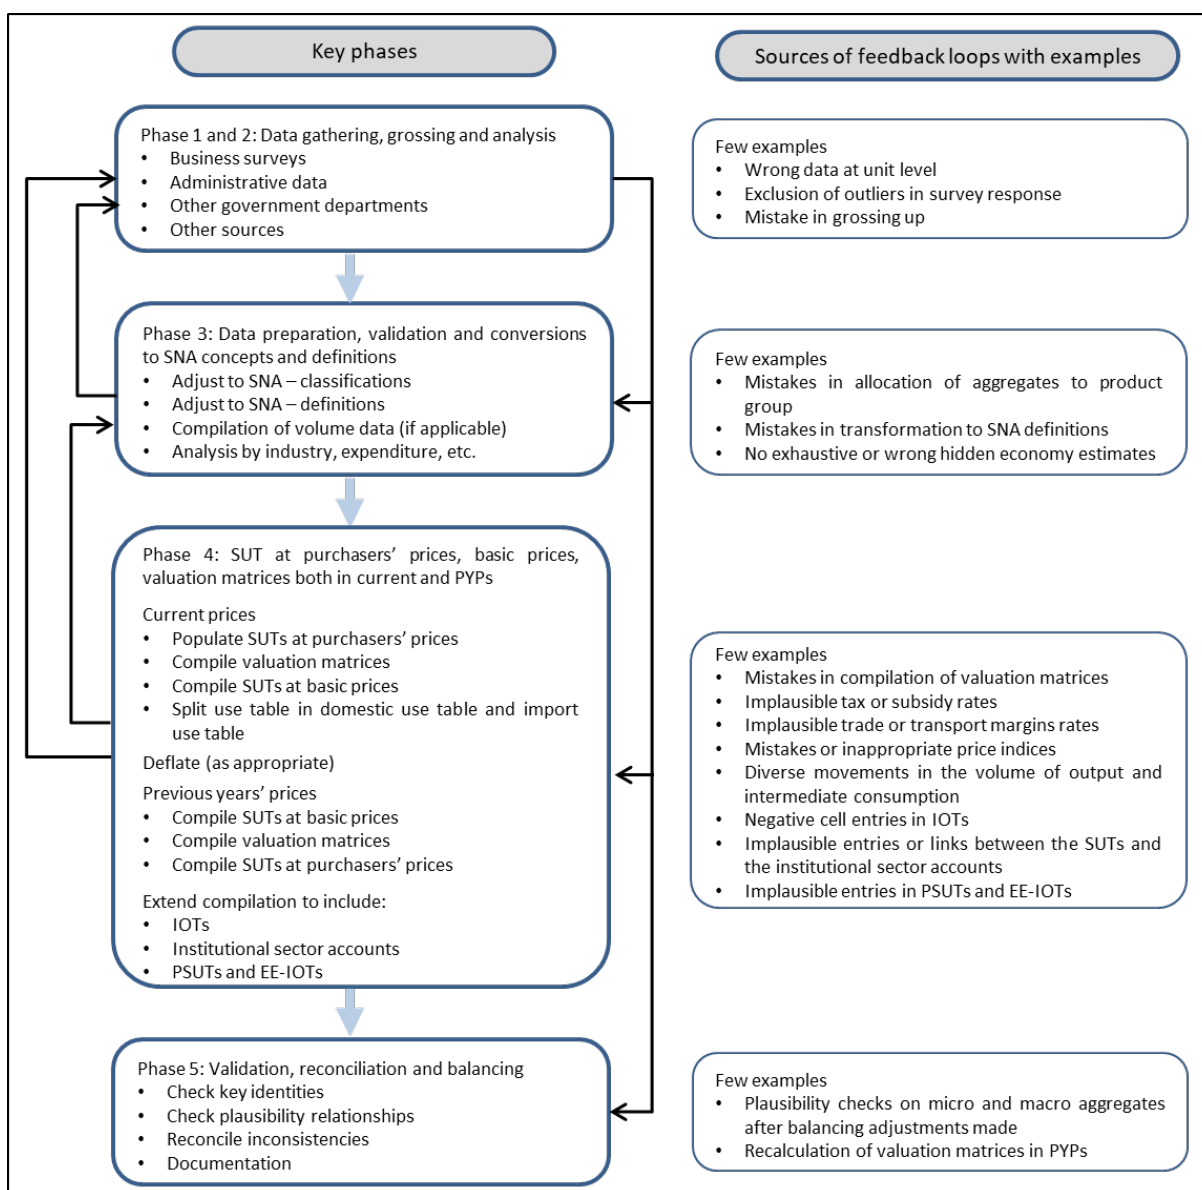 Key phases
Sources of feedback loops with examples
Phase 1 and 2: Data gathering, grossing and analysis
• Business surveys
• Administrative data
• Other government departments
• Other sources
Few examples
• Wrong data at unit level
• Exclusion of outliers in survey response
• Mistake in grossing up
Phase 3: Data preparation, validation and conversions
to SNA concepts and definitions
• Adjust to SNA – classifications
• Adjust to SNA – definitions
• Compilation of volume data (if applicable)
• Analysis by industry, expenditure, etc.
Few examples
• Mistakes in allocation of aggregates to product
group
• Mistakes in transformation to SNA definitions
• No exhaustive or wrong hidden economy estimates
Phase 4: SUT at purchasers’ prices, basic prices,
valuation matrices both in current and PYPs
Current prices
• Populate SUTs at purchasers’ prices
• Compile valuation matrices
• Compile SUTs at basic prices
• Split use table in domestic use table and import
use table
Deflate (as appropriate)
Previous years’ prices
• Compile SUTs at basic prices
• Compile valuation matrices
• Compile SUTs at purchasers’ prices
Extend compilation to include:
• IOTs
• Institutional sector accounts
• PSUTs and EE-IOTs
Few examples
• Mistakes in compilation of valuation matrices
• Implausible tax or subsidy rates
• Implausible trade or transport margins rates
• Mistakes or inappropriate price indices
• Diverse movements in the volume of output and
intermediate consumption
• Negative cell entries in IOTs
• Implausible entries or links between the SUTs and
the institutional sector accounts
• Implausible entries in PSUTs and EE-IOTs
Phase 5: Validation, reconciliation and balancing
• Check key identities
• Check plausibility relationships
• Reconcile inconsistencies
• Documentation
Few examples
• Plausibility checks on micro and macro aggregates
after balancing adjustments made
• Recalculation of valuation matrices in PYPs